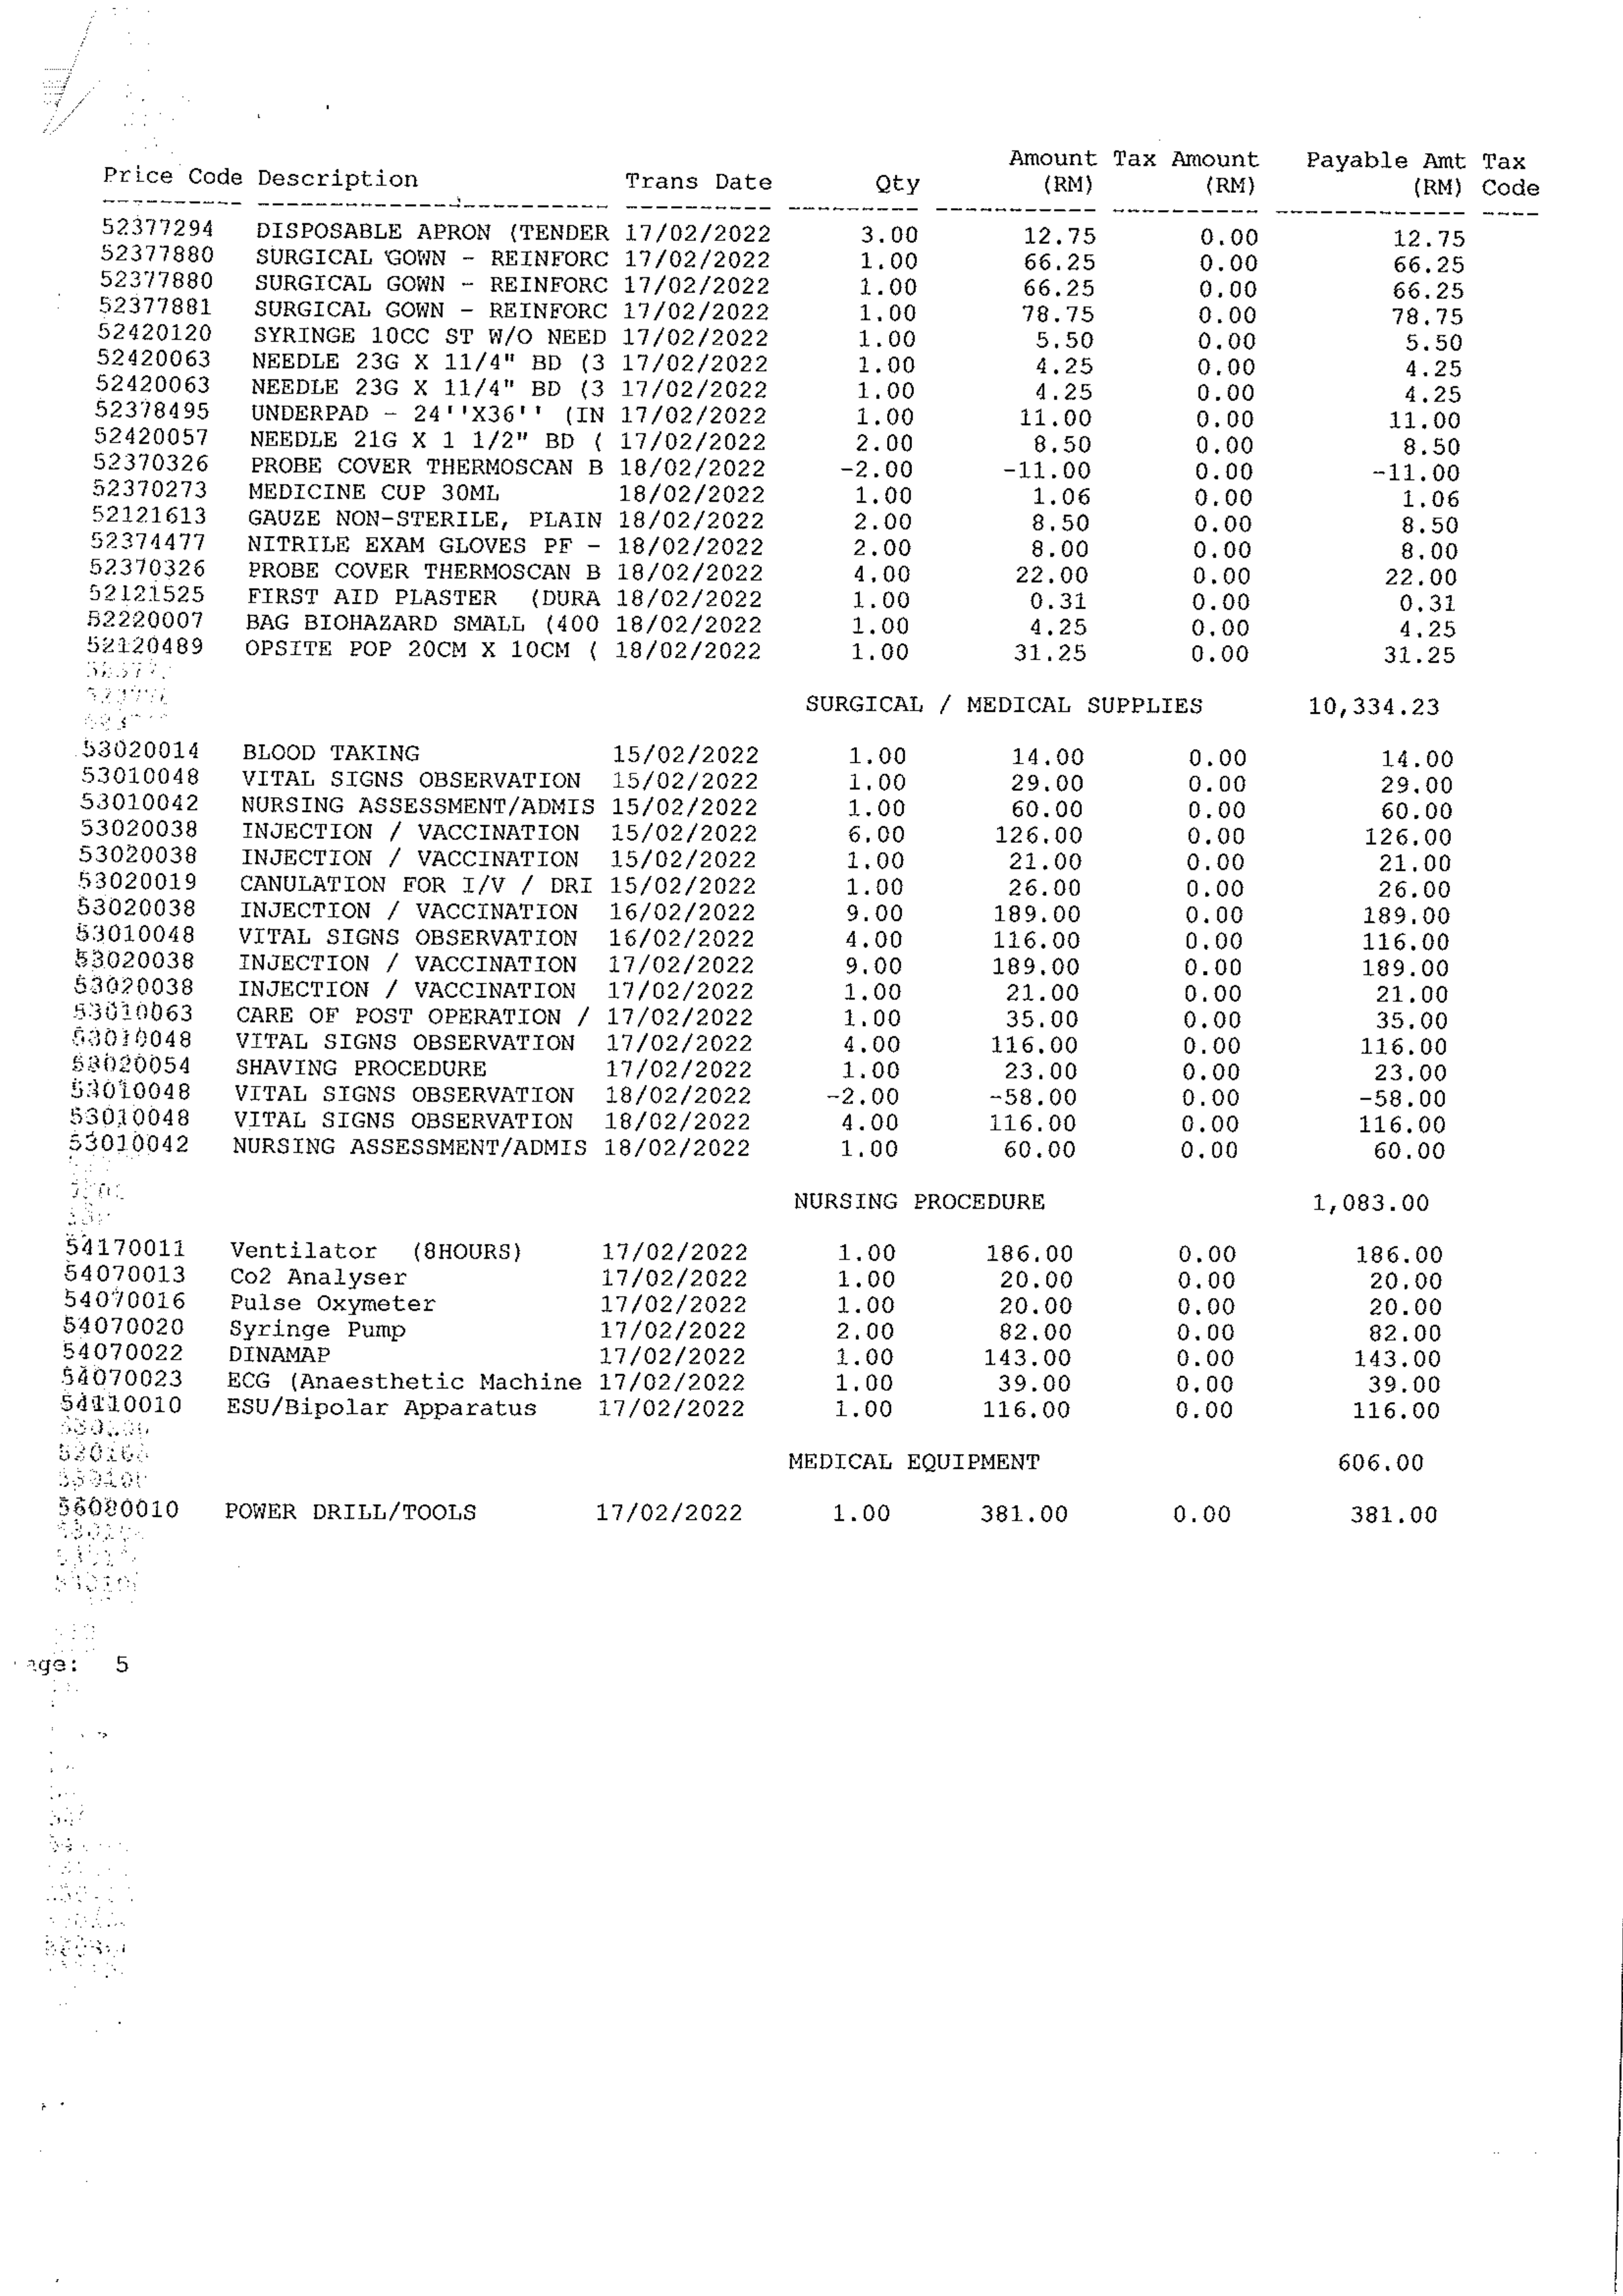 Amount Tax Amount Payable Amt Tax
Price Code Description Trans Date Qty (RM) (RM) (RM) Code
52377294 DISPOSABLE APRON (TENDER 17/02/2022 3.00 12.75 0.00 12.75
52377880 SURGICAL GOWN - REINFORC 17/02/2022 1.00 66.25 0.00 66.25
52377880 SURGICAL GOWN - REINFORC 17/02/2022 1.00 66.25 0.00 66.25
52377881 SURGICAL GOWN - REINFORC 17/02/2022 1.00 78.75 0.00 78.75
52420120 SYRINGE 10CC ST W/O NEED 17/02/2022 1.00 5.50 0.00 5.50
52420063 NEEDLE 23G X 11/4" BD (3 17/02/2022 1.00 4.25 0.00 4.25
52420063 NEEDLE 23G X 11/4" BD (3 17/02/2022 1.00 4.25 0.00 4.25
52378495 UNDERPAD - 24''X36'' (IN 17/02/2022 1.00 11.00 0.00 11.00
52420057 NEEDLE 21G X 1 1/2" BD ( 17/02/2022 2.00 8.50 0.00 8.50
52370326 PROBE COVER THERMOSCAN B 18/02/2022 -2.00 -11.00 0.00 -11.00
52370273 MEDICINE CUP 30ML 18/02/2022 1.00 1.06 0.00 1.06
52121613 GAUZE NON-STERILE, PLAIN 18/02/2022 2.00 8.50 0.00 8.50
52374477 NITRILE EXAM GLOVES PF - 18/02/2022 2.00 8.00 0.00 8.00
52370326 PROBE COVER THERMOSCAN B 18/02/2022 4.00 22.00 0.00 22.00
52121525 FIRST AID PLASTER (DURA 18/02/2022 1.00 0.31 0.00 0.31
52220007 BAG BIOHAZARD SMALL (400 18/02/2022 1.00 4.25 0.00 4.25
52120489 OPSITE POP 20CM X 10CM ( 18/02/2022 1.00 31.25 0.00 31.25
SURGICAL / MEDICAL SUPPLIES 10,334.23
53020014 BLOOD TAKING 15/02/2022 1.00 14.00 0.00 14.00
53010048 VITAL SIGNS OBSERVATION 15/02/2022 1.00 29.00 0.00 29.00
53010042 NURSING ASSESSMENT/ADMIS 15/02/2022 1.00 60.00 0.00 60.00
53020038 INJECTION / VACCINATION 15/02/2022 6.00 126.00 0.00 126.00
53020038 INJECTION / VACCINATION 15/02/2022 1.00 21.00 0.00 21.00
53020019 CANULATION FOR I/V / DRI 15/02/2022 1.00 26.00 0.00 26.00
53020038 INJECTION / VACCINATION 16/02/2022 9.00 189.00 0.00 189.00
53010048 VITAL SIGNS OBSERVATION 16/02/2022 4.00 116.00 0.00 116.00
53020038 INJECTION / VACCINATION 17/02/2022 9.00 189.00 0.00 189.00
53020038 INJECTION / VACCINATION 17/02/2022 1.00 21.00 0.00 21.00
53010063 CARE OF POST OPERATION / 17/02/2022 1.00 35.00 0.00 35.00
53010048 VITAL SIGNS OBSERVATION 17/02/2022 4.00 116.00 0.00 116.00
53020054 SHAVING PROCEDURE 17/02/2022 1.00 23.00 0.00 23.00
53010048 VITAL SIGNS OBSERVATION 18/02/2022 -2.00 -58.00 0.00 -58.00
53010048 VITAL SIGNS OBSERVATION 18/02/2022 4.00 116.00 0.00 116.00
53010042 NURSING ASSESSMENT/ADMIS 18/02/2022 1.00 60.00 0.00 60.00
NURSING PROCEDURE 1,083.00
54170011 Ventilator (8HOURS) 17/02/2022 1.00 186.00 0.00 186.00
54070013 Co2 Analyser 17/02/2022 1.00 20.00 0.00 20.00
54070016 Pulse Oxymeter 17/02/2022 1.00 20.00 0.00 20.00
54070020 Syringe Pump 17/02/2022 2.00 82.00 0.00 82.00
54070022 DINAMAP 17/02/2022 1.00 143.00 0.00 143.00
54070023 ECG (Anaesthetic Machine 17/02/2022 1.00 39.00 0.00 39.00
54110010 ESU/Bipolar Apparatus 17/02/2022 1.00 116.00 0.00 116.00
MEDICAL EQUIPMENT 606.00
56080010 POWER DRILL/TOOLS 17/02/2022 1.00 381.00 0.00 381.00
age: 5